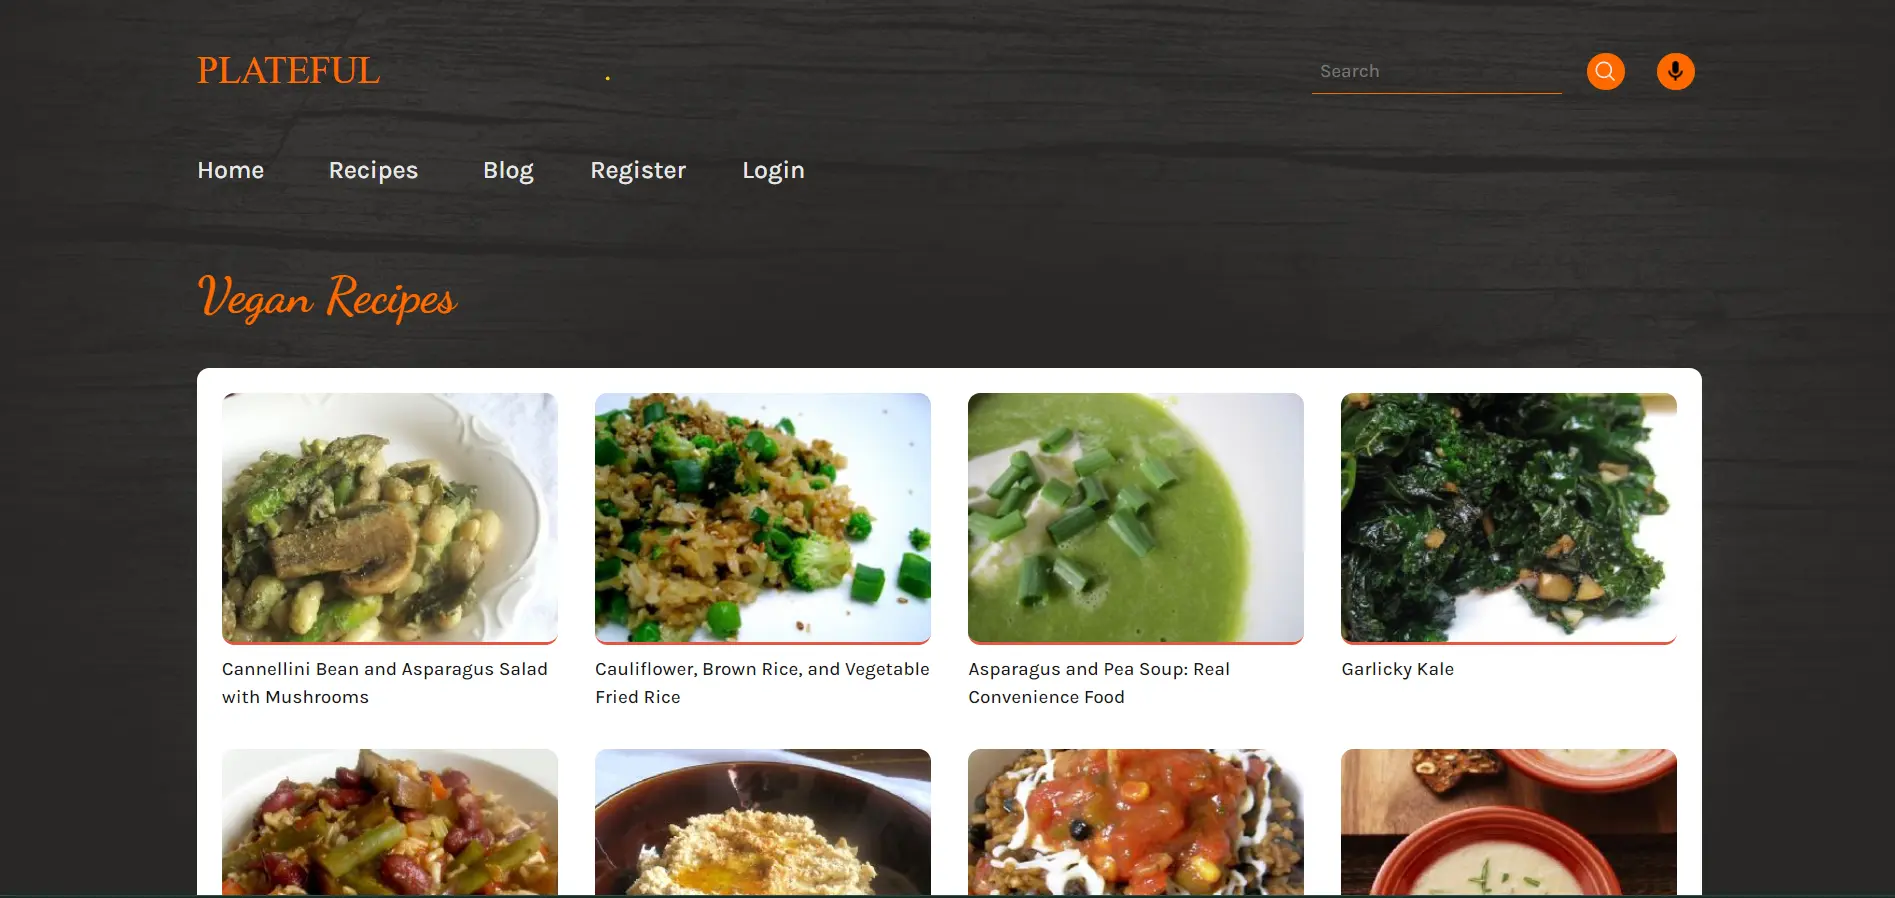 PLATEFUL
Search
Home Recipes Blog Register Login
Vegan Recipes
Cannellini Bean and Asparagus Salad
with Mushrooms
Cauliflower, Brown Rice, and Vegetable
Fried Rice
Asparagus and Pea Soup: Real
Convenience Food
Garlicky Kale